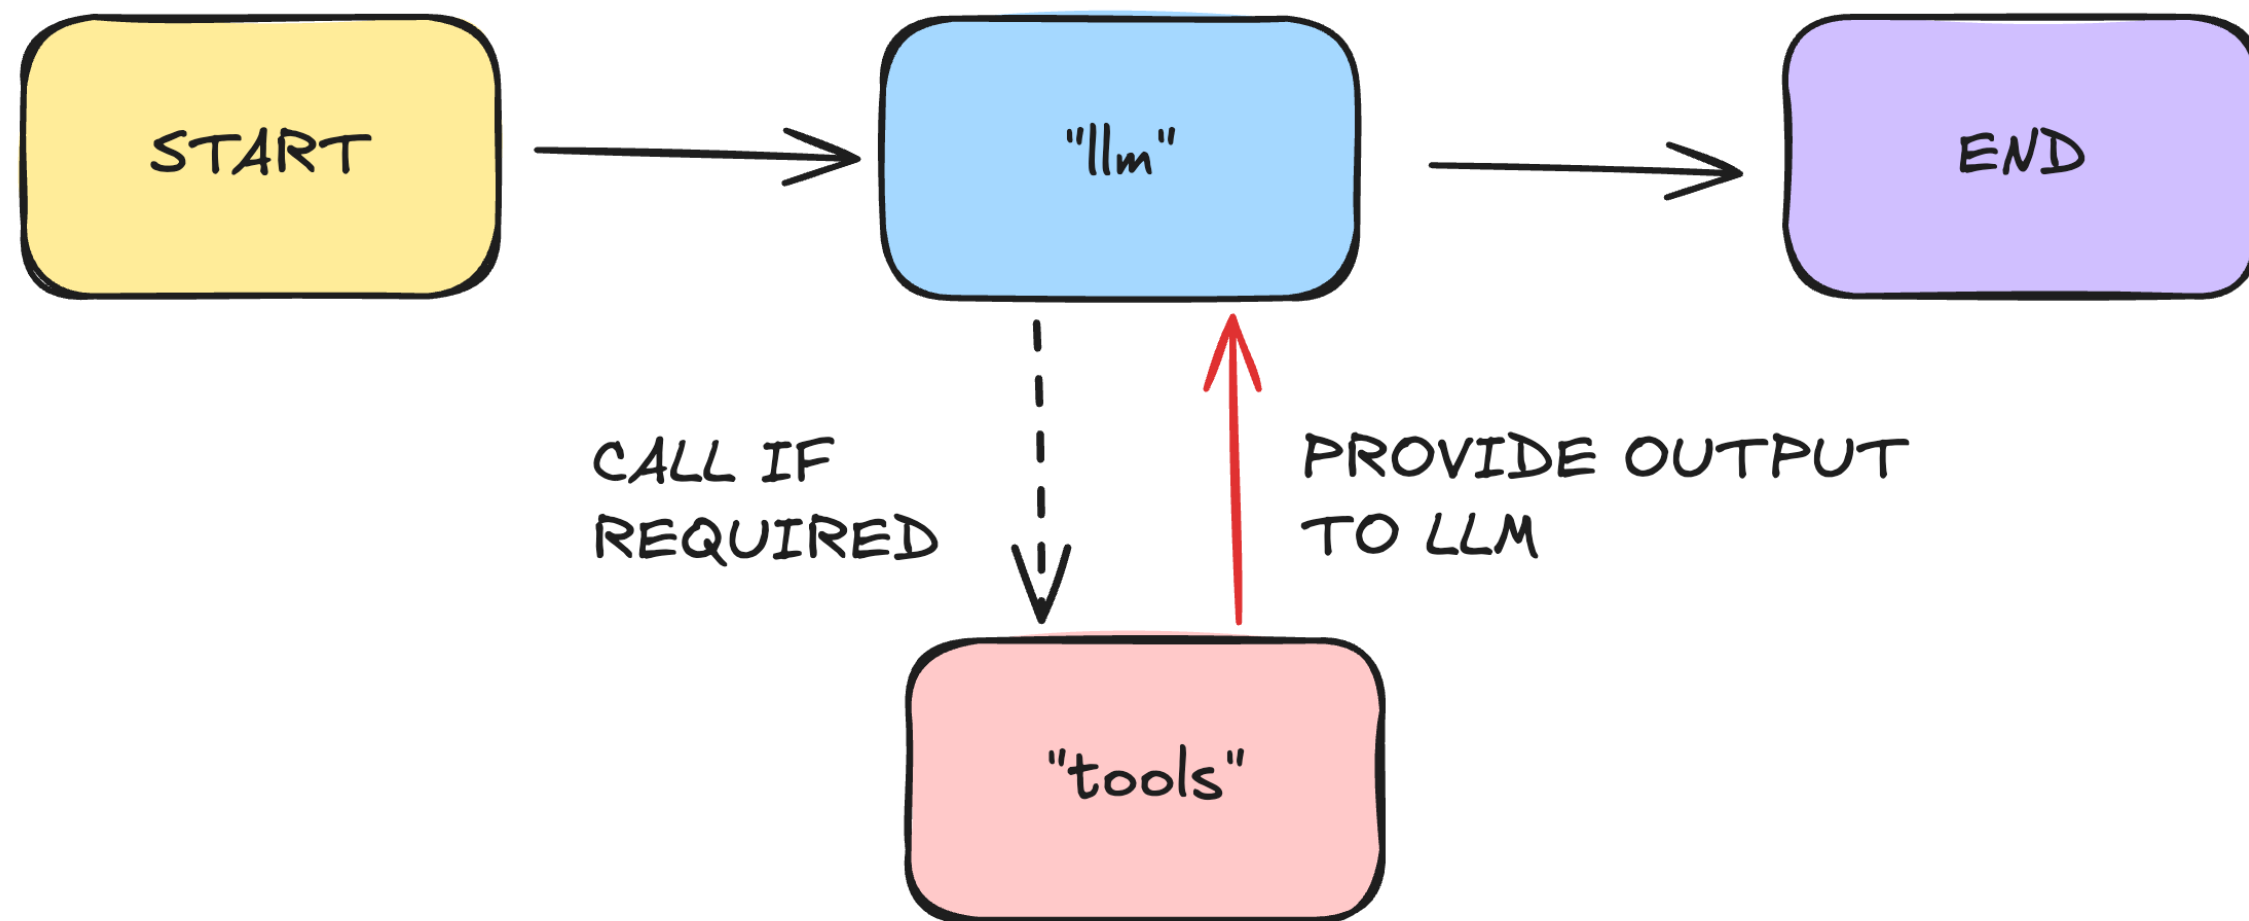 START
"llm"
END
CALL IF
REQUIRED
PROVIDE OUTPUT
TO LLM
"tools"